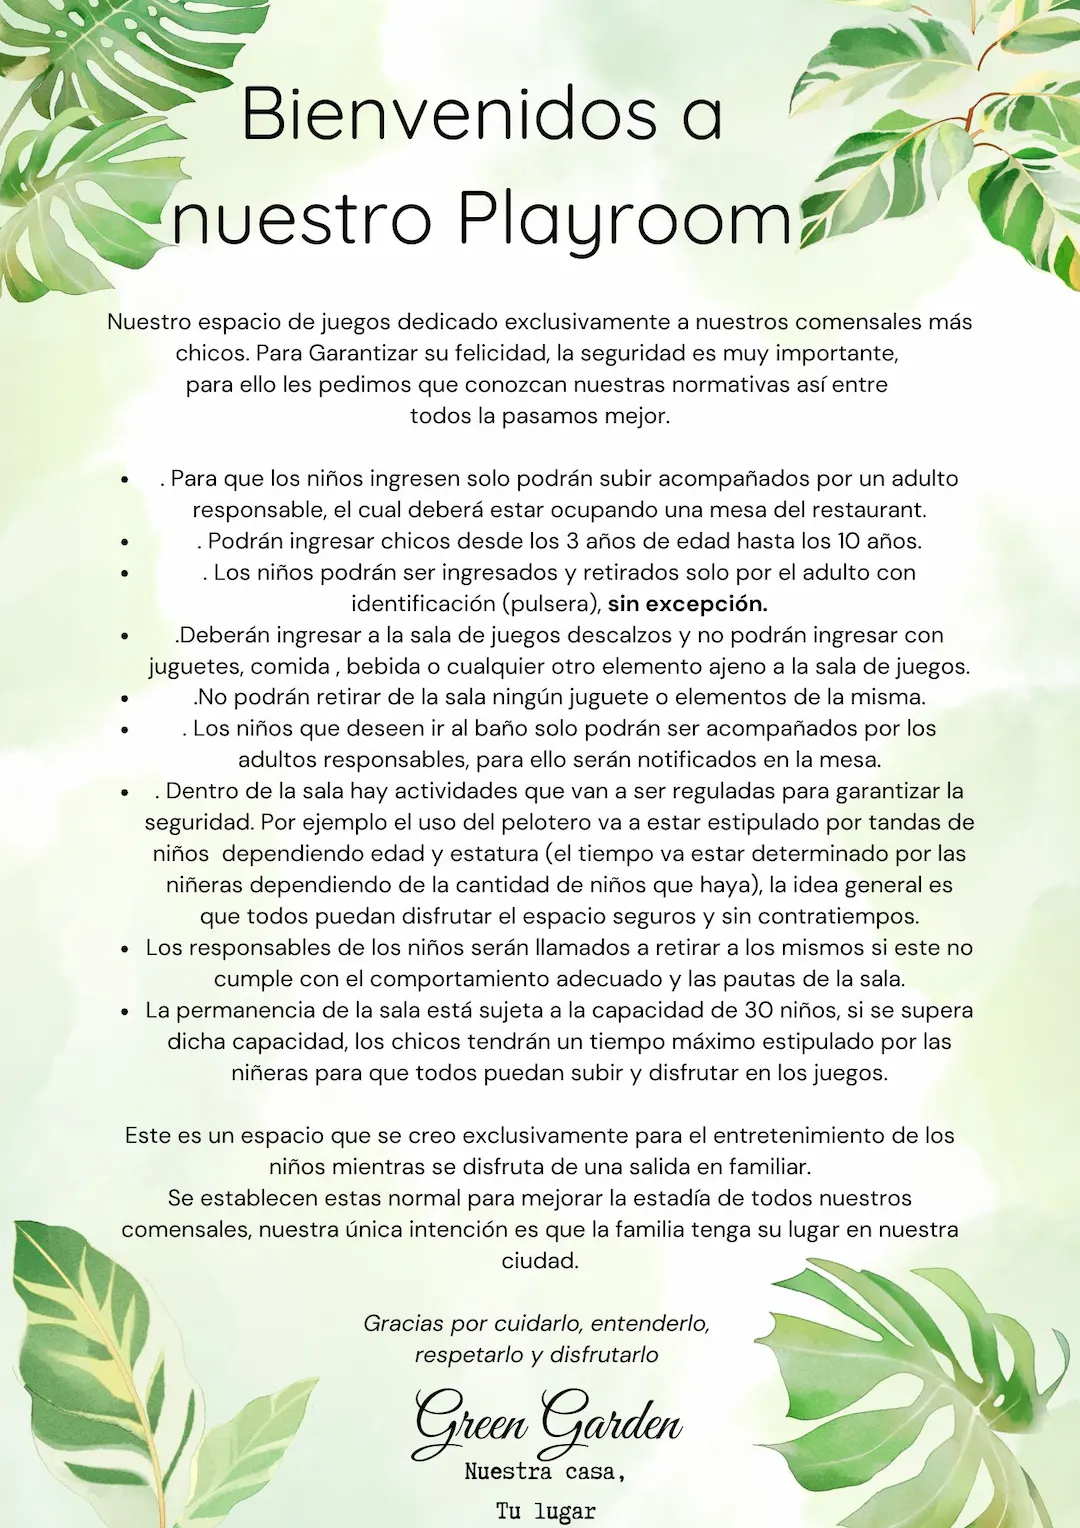 Bienvenidos a
nuestro Playroom
Nuestro espacio de juegos dedicado exclusivamente a nuestros comensales más
chicos. Para Garantizar su felicidad, la seguridad es muy importante,
para ello les pedimos que conozcan nuestras normativas así entre
todos la pasamos mejor.
• . Para que los niños ingresen solo podrán subir acompañados por un adulto
responsable, el cual deberá estar ocupando una mesa del restaurant.
• . Podrán ingresar chicos desde los 3 años de edad hasta los 10 años.
• . Los niños podrán ser ingresados y retirados solo por el adulto con
identificación (pulsera), sin excepción.
• .Deberán ingresar a la sala de juegos descalzos y no podrán ingresar con
juguetes, comida , bebida o cualquier otro elemento ajeno a la sala de juegos.
• .No podrán retirar de la sala ningún juguete o elementos de la misma.
• . Los niños que deseen ir al baño solo podrán ser acompañados por los
adultos responsables, para ello serán notificados en la mesa.
• . Dentro de la sala hay actividades que van a ser reguladas para garantizar la
seguridad. Por ejemplo el uso del pelotero va a estar estipulado por tandas de
niños  dependiendo edad y estatura (el tiempo va estar determinado por las
niñeras dependiendo de la cantidad de niños que haya), la idea general es
que todos puedan disfrutar el espacio seguros y sin contratiempos.
• Los responsables de los niños serán llamados a retirar a los mismos si este no
cumple con el comportamiento adecuado y las pautas de la sala.
• La permanencia de la sala está sujeta a la capacidad de 30 niños, si se supera
dicha capacidad, los chicos tendrán un tiempo máximo estipulado por las
niñeras para que todos puedan subir y disfrutar en los juegos.
Este es un espacio que se creo exclusivamente para el entretenimiento de los
niños mientras se disfruta de una salida en familiar.
Se establecen estas normal para mejorar la estadía de todos nuestros
comensales, nuestra única intención es que la familia tenga su lugar en nuestra
ciudad.
Gracias por cuidarlo, entenderlo,
respetarlo y disfrutarlo
Green Garden
Nuestra casa,
Tu lugar